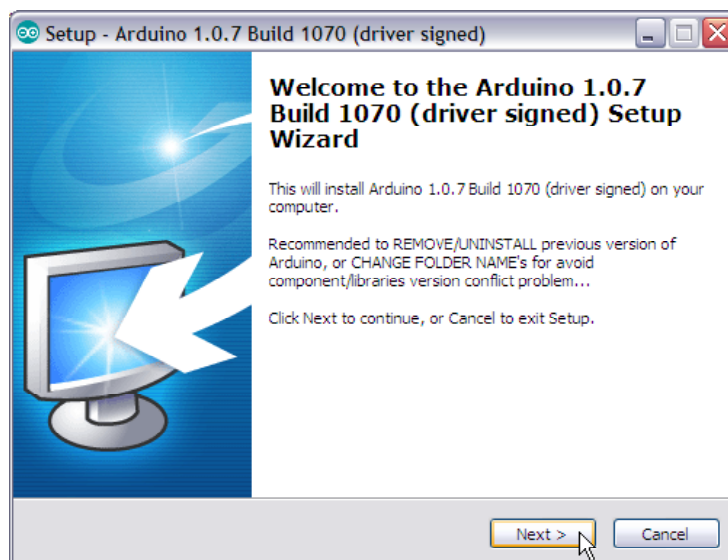 Setup - Arduino 1.0.7 Build 1070 (driver signed)
Welcome to the Arduino 1.0.7
Build 1070 (driver signed) Setup
Wizard
This will install Arduino 1.0.7 Build 1070 (driver signed) on your
computer.
Recommended to REMOVE/UNINSTALL previous version of
Arduino, or CHANGE FOLDER NAME's for avoid
component/libraries version conflict problem...
Click Next to continue, or Cancel to exit Setup.
Next >
Cancel